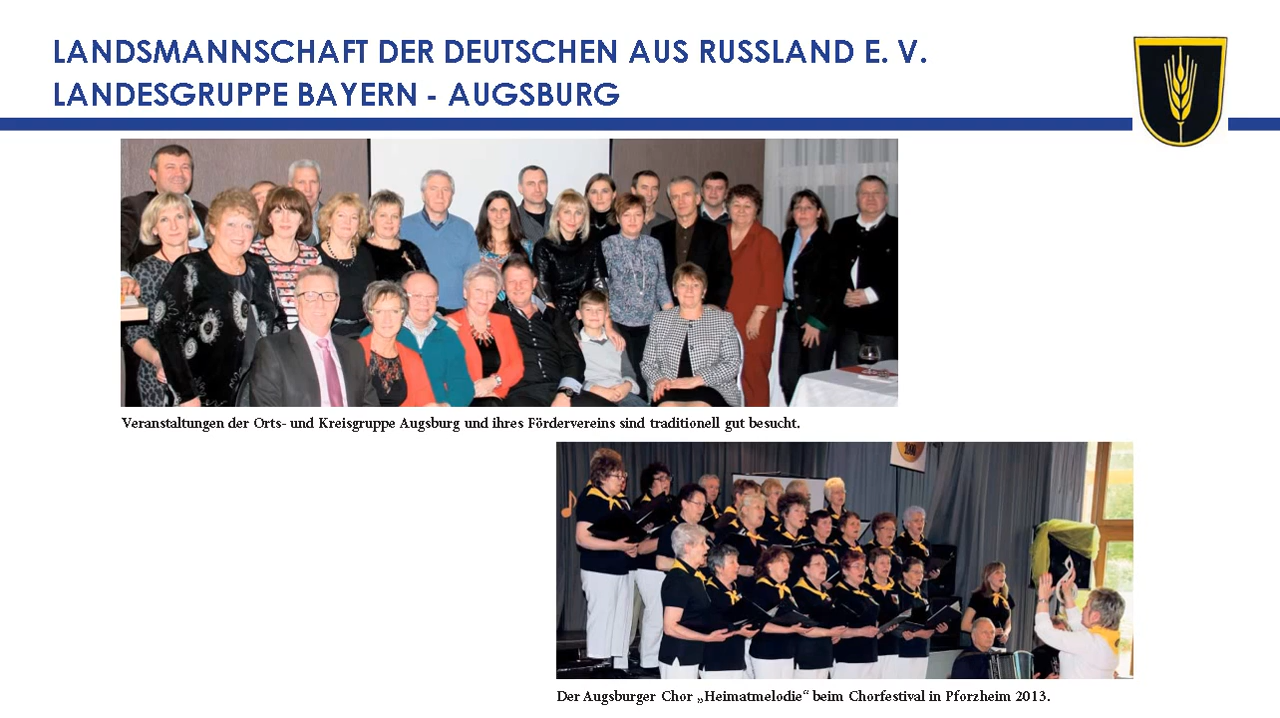 LANDSMANNSCHAFT DER DEUTSCHEN AUS RUSSLAND E. V.
LANDESGRUPPE BAYERN - AUGSBURG
Veranstaltungen der Orts- und Kreisgruppe Augsburg und ihres Fördervereins sind traditionell gut besucht.
Der Augsburger Chor „Heimatmelodie“ beim Chorfestival in Pforzheim 2013.